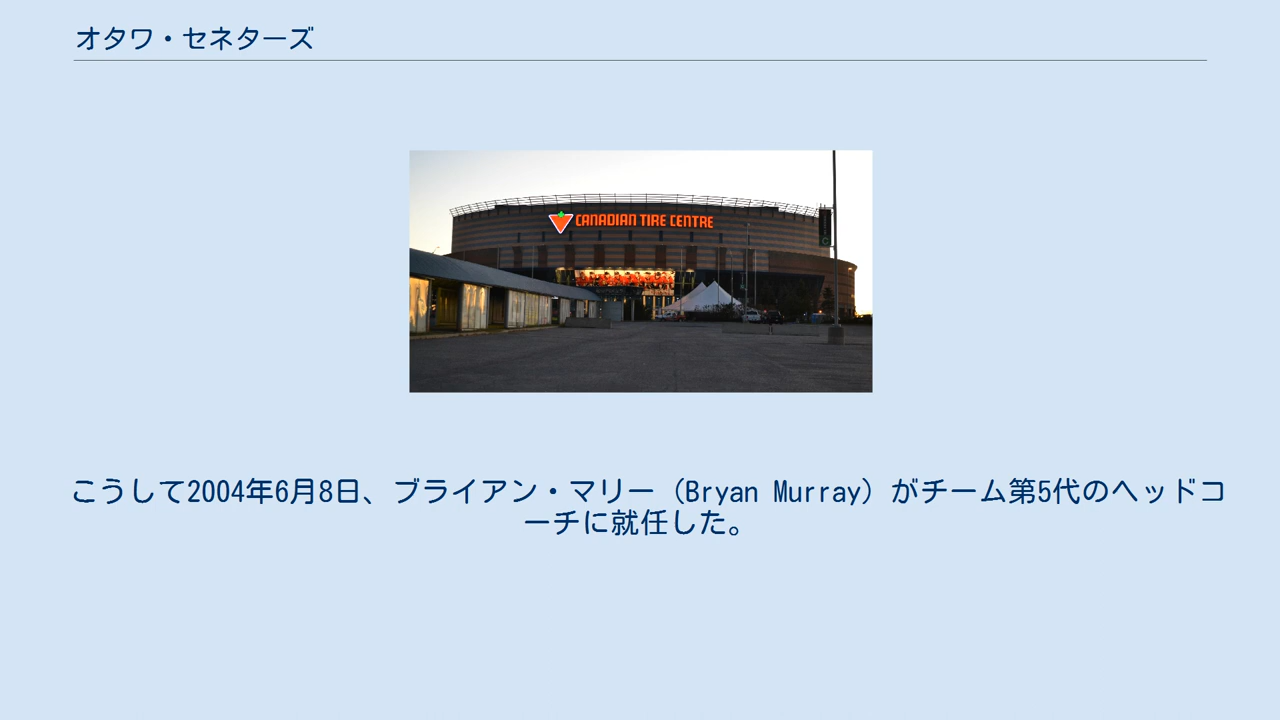 オタワ・セネターズ
CANADIAN TIRE CENTRE
こうして2004年6月8日、ブライアン・マリー（Bryan Murray）がチーム第5代のヘッドコ
ーチに就任した。